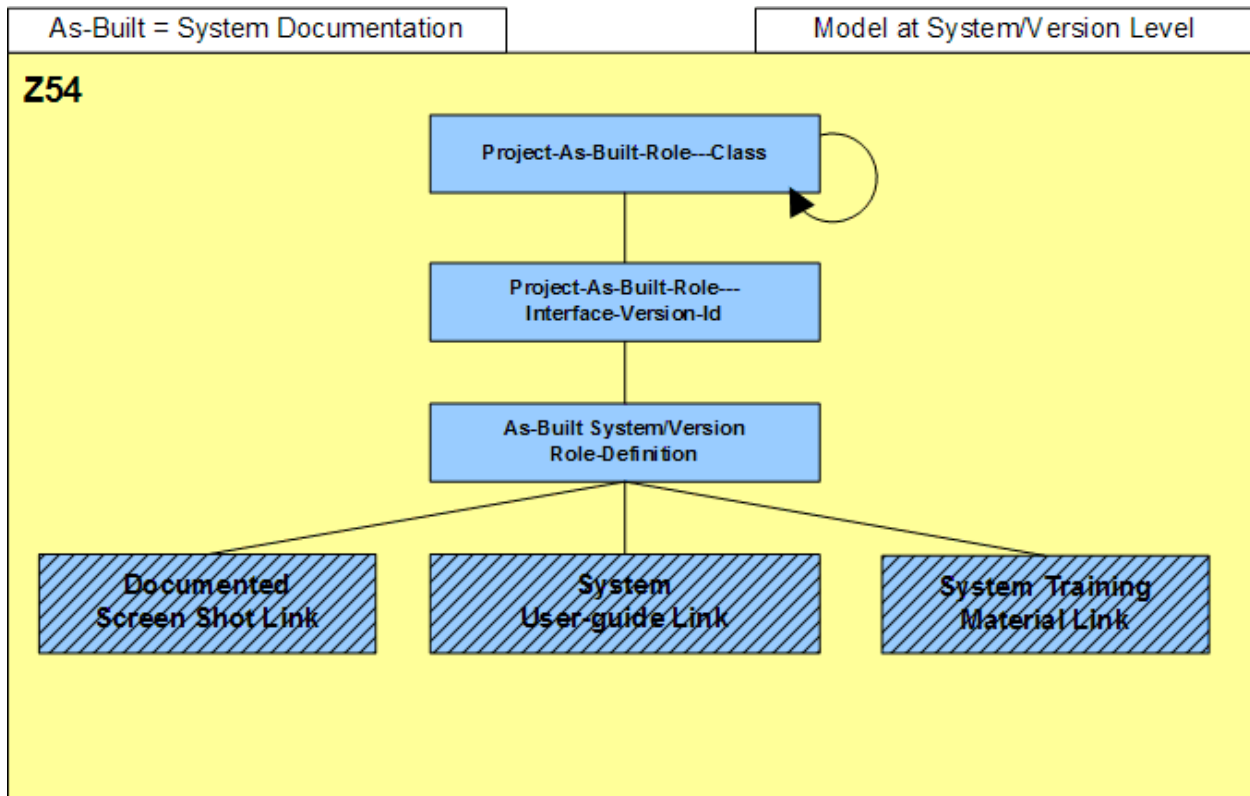 As-Built = System Documentation
Model at System/Version Level
Z54
Project-As-Built-Role---Class
Project-As-Built-Role---
Interface-Version-Id
As-Built System/Version
Role-Definition
Documented
Screen Shot Link
System
User-guide Link
System Training
Material Link